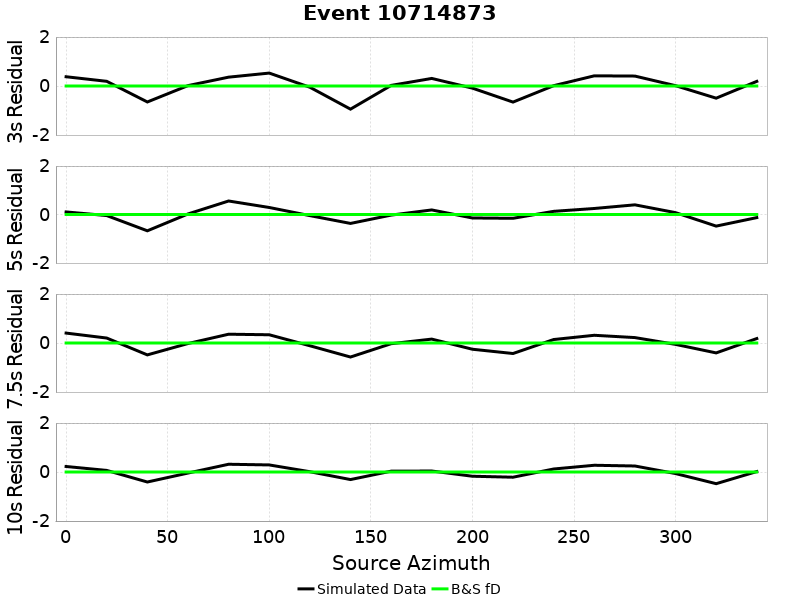 Event 10714873
2
0
-2
3s Residual
2
0
-2
5s Residual
2
0
-2
7.5s Residual
2
0
-2
10s Residual
0 50 100 150 200 250 300
Source Azimuth
Simulated Data B&S fD